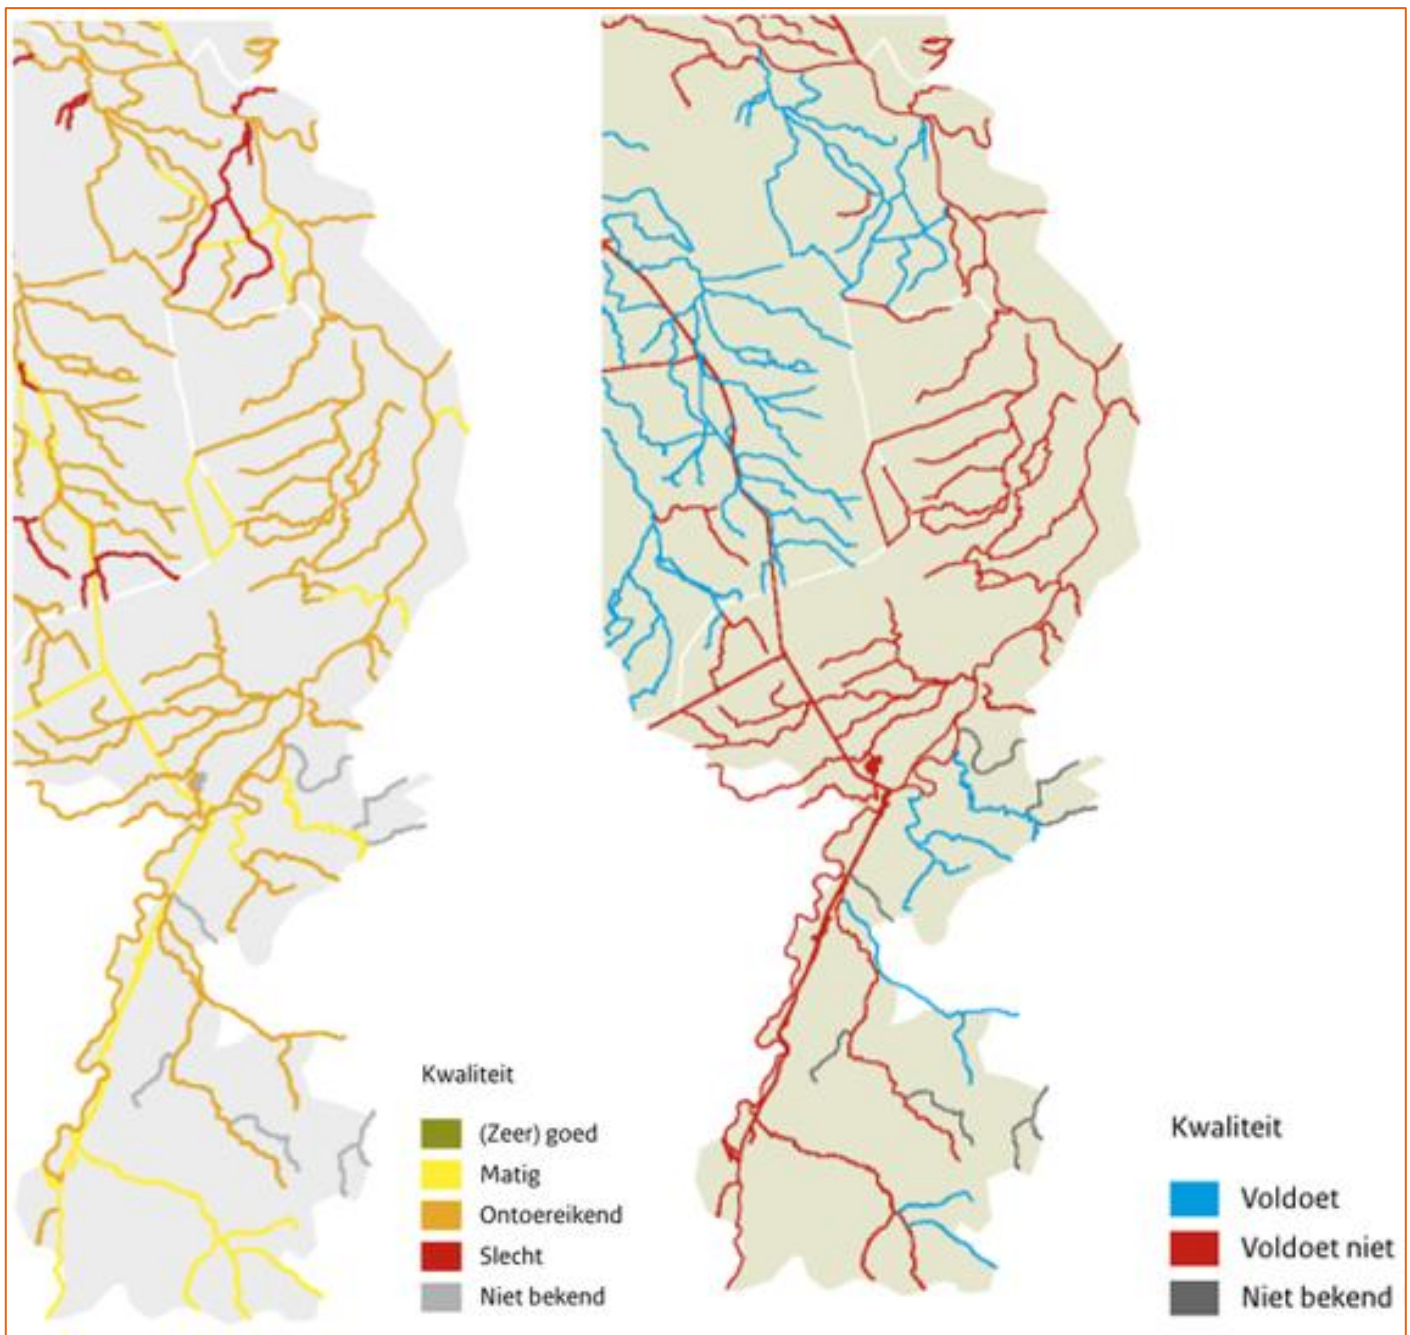 Kwaliteit
(Zeer) goed
Matig
Ontoereikend
Slecht
Niet bekend
Kwaliteit
Voldoet
Voldoet niet
Niet bekend